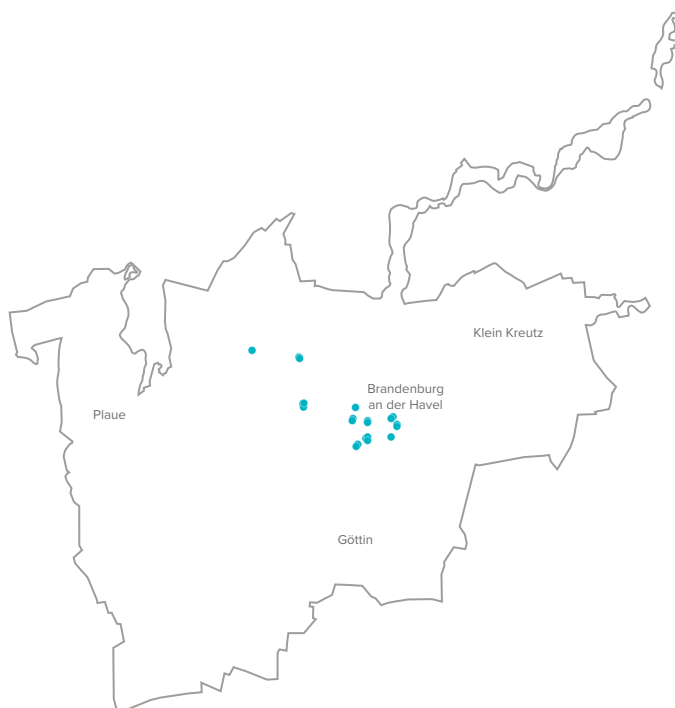 Klein Kreutz
Brandenburg
an der Havel
Plaue
Göttin